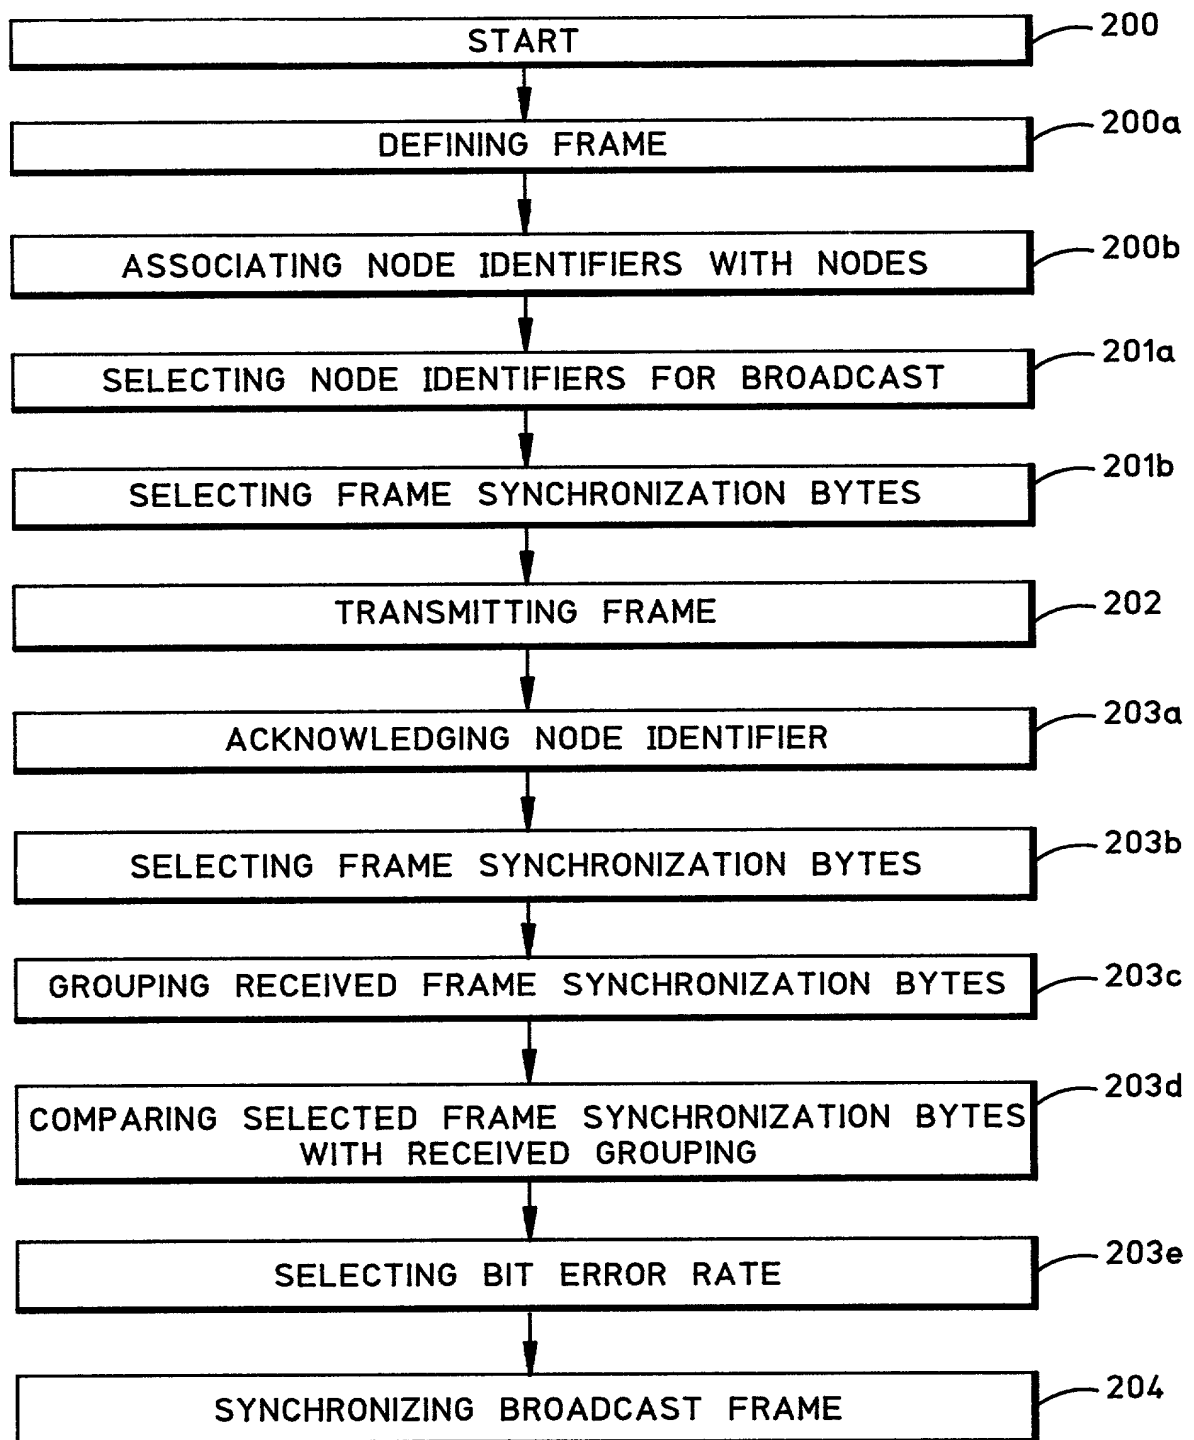 START 200
DEFINING FRAME 200a
ASSOCIATING NODE IDENTIFIERS WITH NODES 200b
SELECTING NODE IDENTIFIERS FOR BROADCAST 201a
SELECTING FRAME SYNCHRONIZATION BYTES 201b
TRANSMITTING FRAME 202
ACKNOWLEDGING NODE IDENTIFIER 203a
SELECTING FRAME SYNCHRONIZATION BYTES 203b
GROUPING RECEIVED FRAME SYNCHRONIZATION BYTES 203c
COMPARING SELECTED FRAME SYNCHRONIZATION BYTES 203d
WITH RECEIVED GROUPING
SELECTING BIT ERROR RATE 203e
SYNCHRONIZING BROADCAST FRAME 204